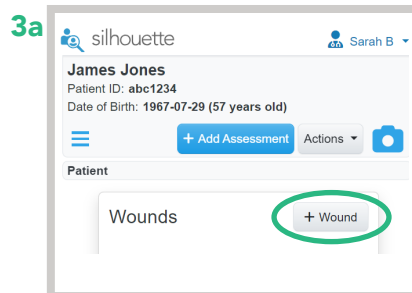 3a
silhouette
Sarah B
James Jones
Patient ID: abc1234
Date of Birth: 1967-07-29 (57 years old)
+ Add Assessment Actions
Patient
Wounds + Wound